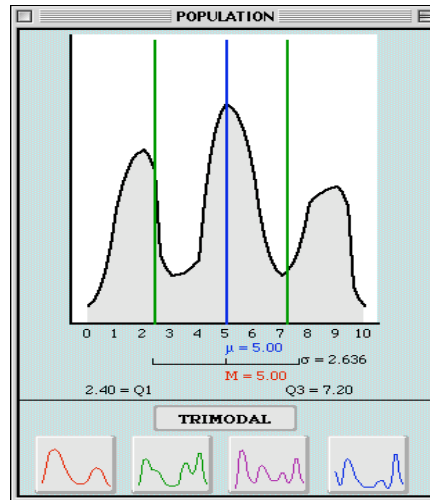 POPULATION
0 1 2 3 4 5 6 7 8 9 10
μ = 5.00
σ = 2.636
M = 5.00
2.40 = Q1 Q3 = 7.20
TRIMODAL